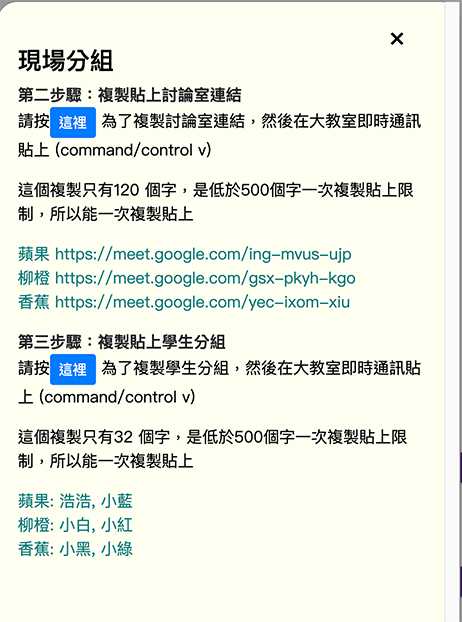 ×
現場分組
第二步驟：複製貼上討論室連結
請按 這裡 為了複製討論室連結，然後在大教室即時通訊
貼上 (command/control v)
這個複製只有120 個字，是低於500個字一次複製貼上限
制，所以能一次複製貼上
蘋果 https://meet.google.com/ing-mvus-ujp
柳橙 https://meet.google.com/gsx-pkyh-kgo
香蕉 https://meet.google.com/yec-ixom-xiu
第三步驟：複製貼上學生分組
請按 這裡 為了複製學生分組，然後在大教室即時通訊貼
上 (command/control v)
這個複製只有32 個字，是低於500個字一次複製貼上限
制，所以能一次複製貼上
蘋果: 浩浩, 小藍
柳橙: 小白, 小紅
香蕉: 小黑, 小綠